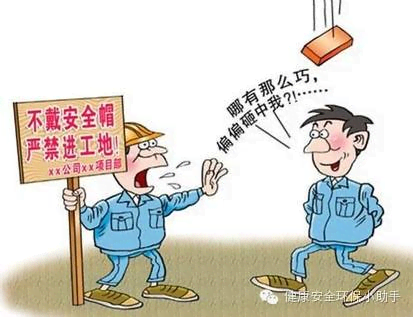 不戴安全帽
严禁进工地!
xx公司xx项目部
哪有那么巧，
偏偏砸中我?!……
健康安全环保小助手